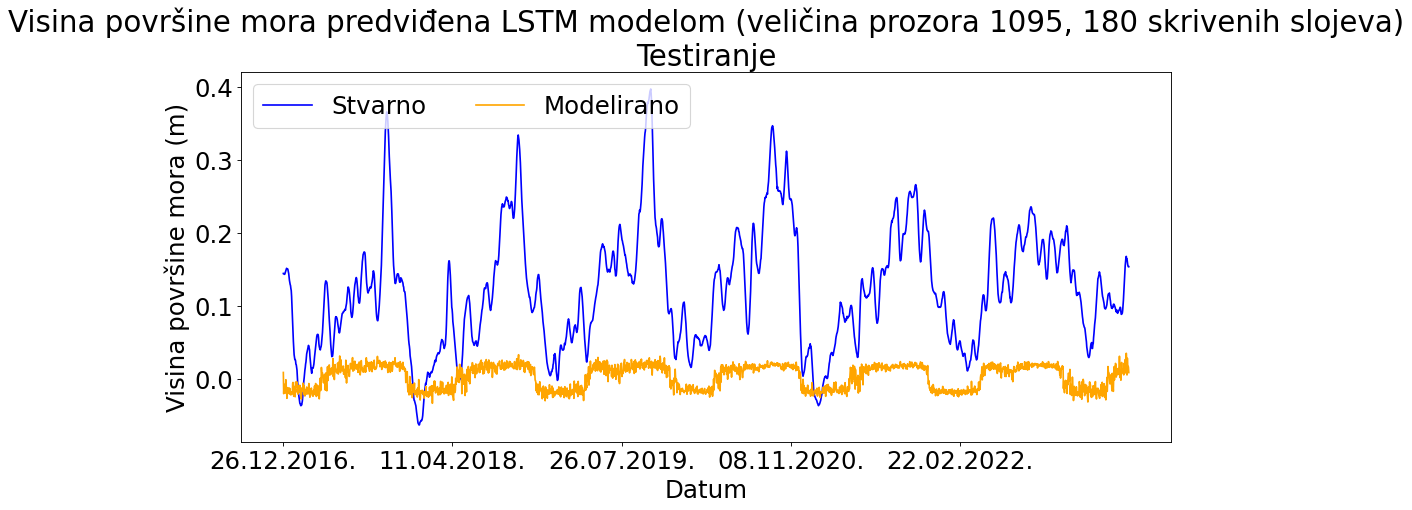 Visina površine mora predviđena LSTM modelom (veličina prozora 1095, 180 skrivenih slojeva)
Testiranje
Stvarno Modelirano
Visina površine mora (m)
0.4
0.3
0.2
0.1
0.0
26.12.2016. 11.04.2018. 26.07.2019. 08.11.2020. 22.02.2022.
Datum